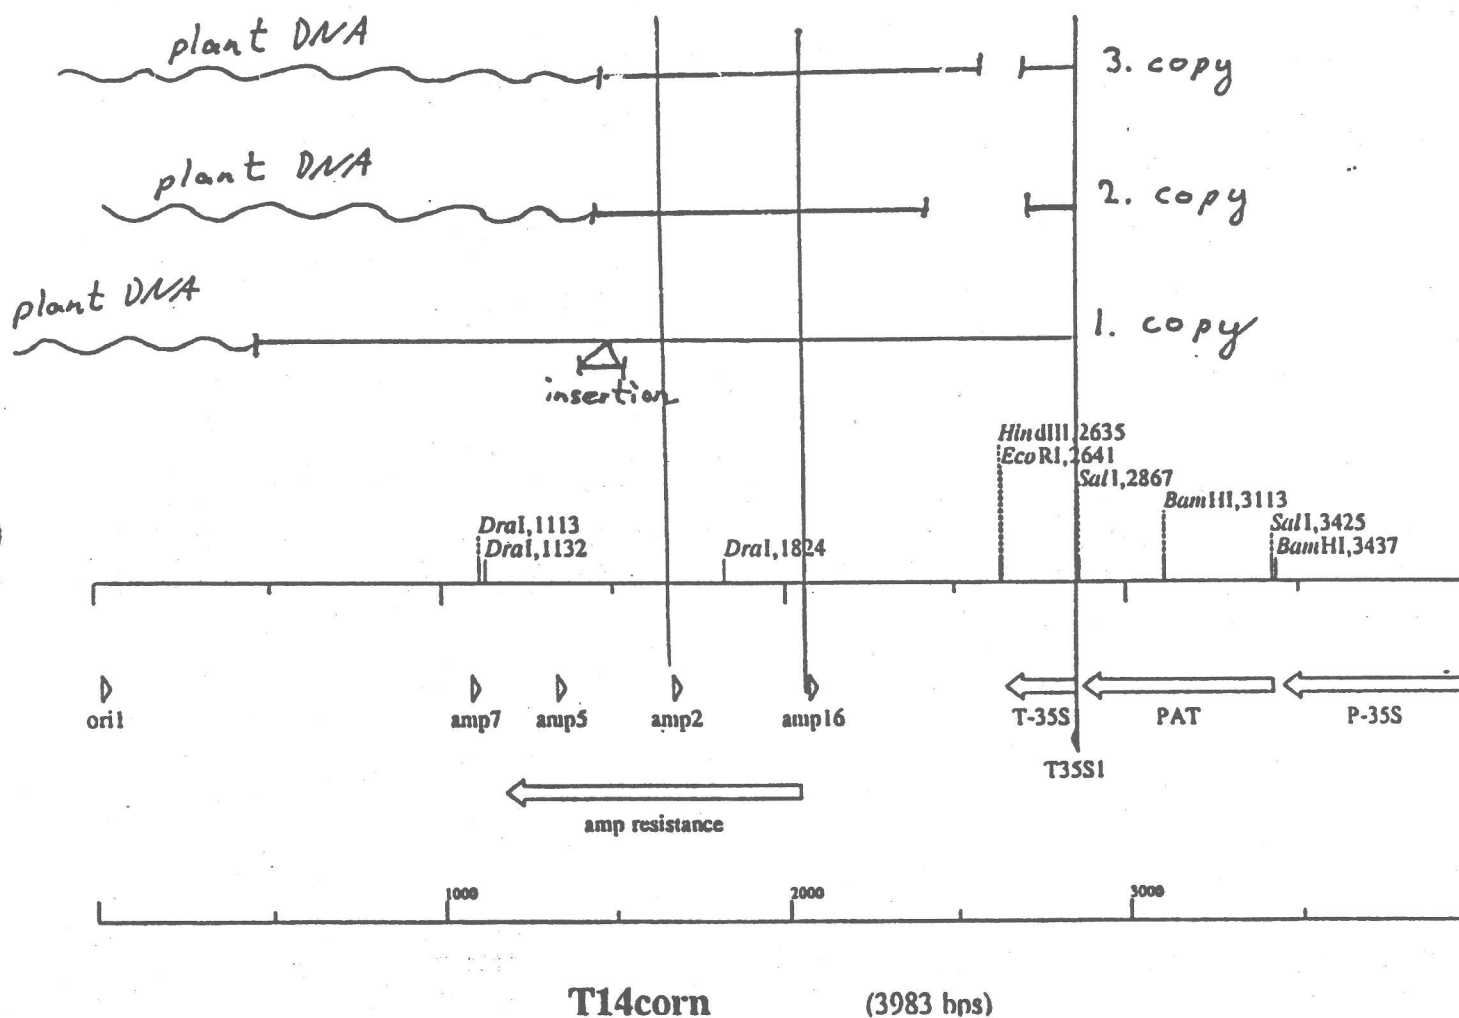 plant DNA
3. copy
plant DNA
2. copy
plant DNA
1. copy
insertion
HindIII,2635
EcoRI,2641
SalI,2867
BamHI,3113
DraI,1113
SalI,3425
DraI,1132
DraI,1824
BamHI,3437
ori1
amp7
amp5
amp2
amp16
T-35S
PAT
P-35S
T35S1
amp resistance
1000
2000
3000
T14corn (3983 bps)